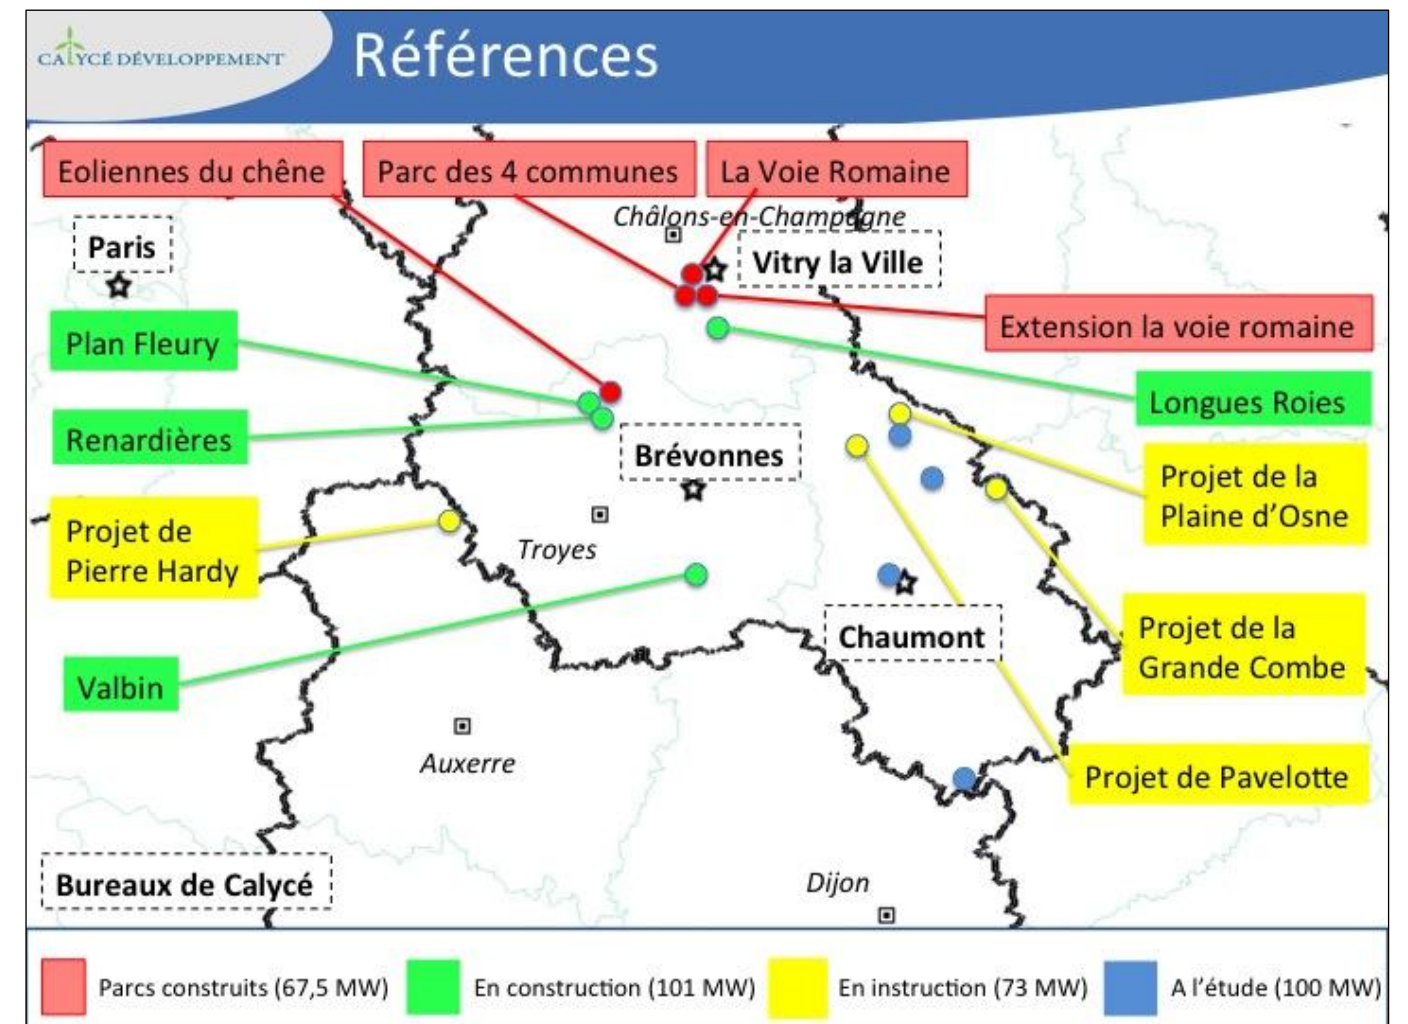 CALYCÉ DÉVELOPPEMENT
Références
Eoliennes du chêne
Parc des 4 communes
La Voie Romaine
Châlons-en-Champagne
Paris
Vitry la Ville
Plan Fleury
Extension la voie romaine
Longues Roies
Renardières
Brévonnes
Projet de la
Plaine d’Osne
Projet de
Pierre Hardy
Troyes
Chaumont
Projet de la
Grande Combe
Valbin
Auxerre
Projet de Pavelotte
Bureaux de Calycé
Dijon
Parcs construits (67,5 MW)
En construction (101 MW)
En instruction (73 MW)
A l’étude (100 MW)